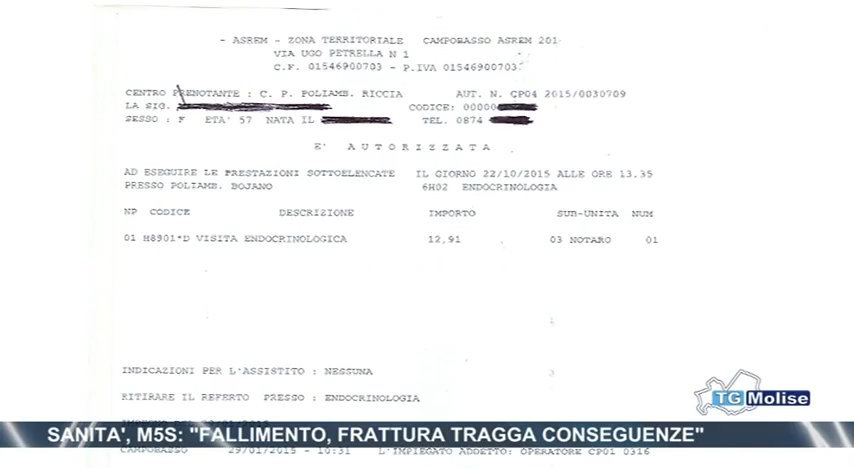 - ASREM - ZONA TERRITORIALE CAMPOBASSO ASREM 201
VIA UGO PETRELLA N 1
C.F. 01546900703 - P.IVA 01546900703
CENTRO PRENOTANTE : C. P. POLIAMB. RICCIA AUT. N. CP04 2015/0030709
LA SIG. CODICE: 00000
SESSO : F ETA' 57 NATA IL TEL. 0874
E' A U T O R I Z Z A T A
AD ESEGUIRE LE PRESTAZIONI SOTTOELENCATE IL GIORNO 22/10/2015 ALLE ORE 13.35
PRESSO POLIAMB. BOJANO 6H02 ENDOCRINOLOGIA
NP CODICE DESCRIZIONE IMPORTO SUB-UNITA NUM
01 H8901*D VISITA ENDOCRINOLOGICA 12,91 03 NOTARO 01
INDICAZIONI PER L'ASSISTITO : NESSUNA
RITIRARE IL REFERTO PRESSO : ENDOCRINOLOGIA
TG Molise
SANITA', M5S: "FALLIMENTO, FRATTURA TRAGGA CONSEGUENZE"
CAMPOBASSO 29/01/2015 - 10:31 L'IMPIEGATO ADDETTO: OPERATORE CP01 0316